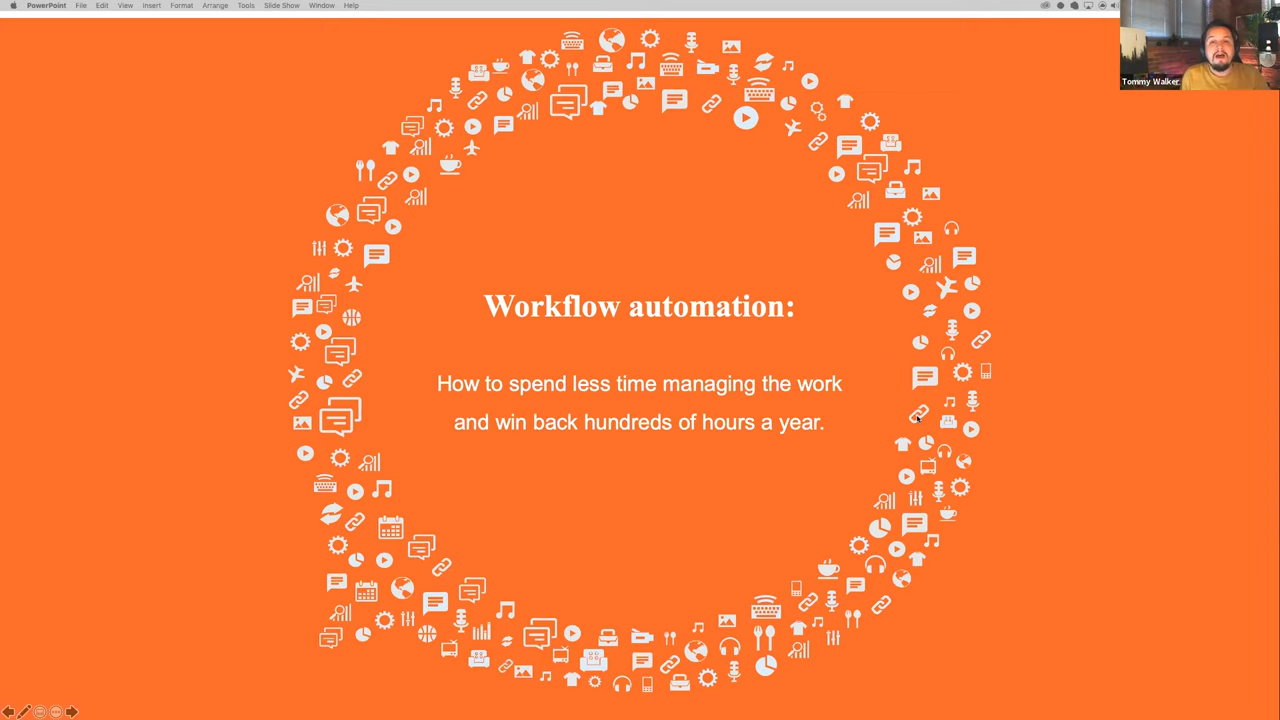 PowerPoint File Edit View Insert Format Arrange Tools Slide Show Window Help
Tommy Walker
Workflow automation:
How to spend less time managing the work
and win back hundreds of hours a year.